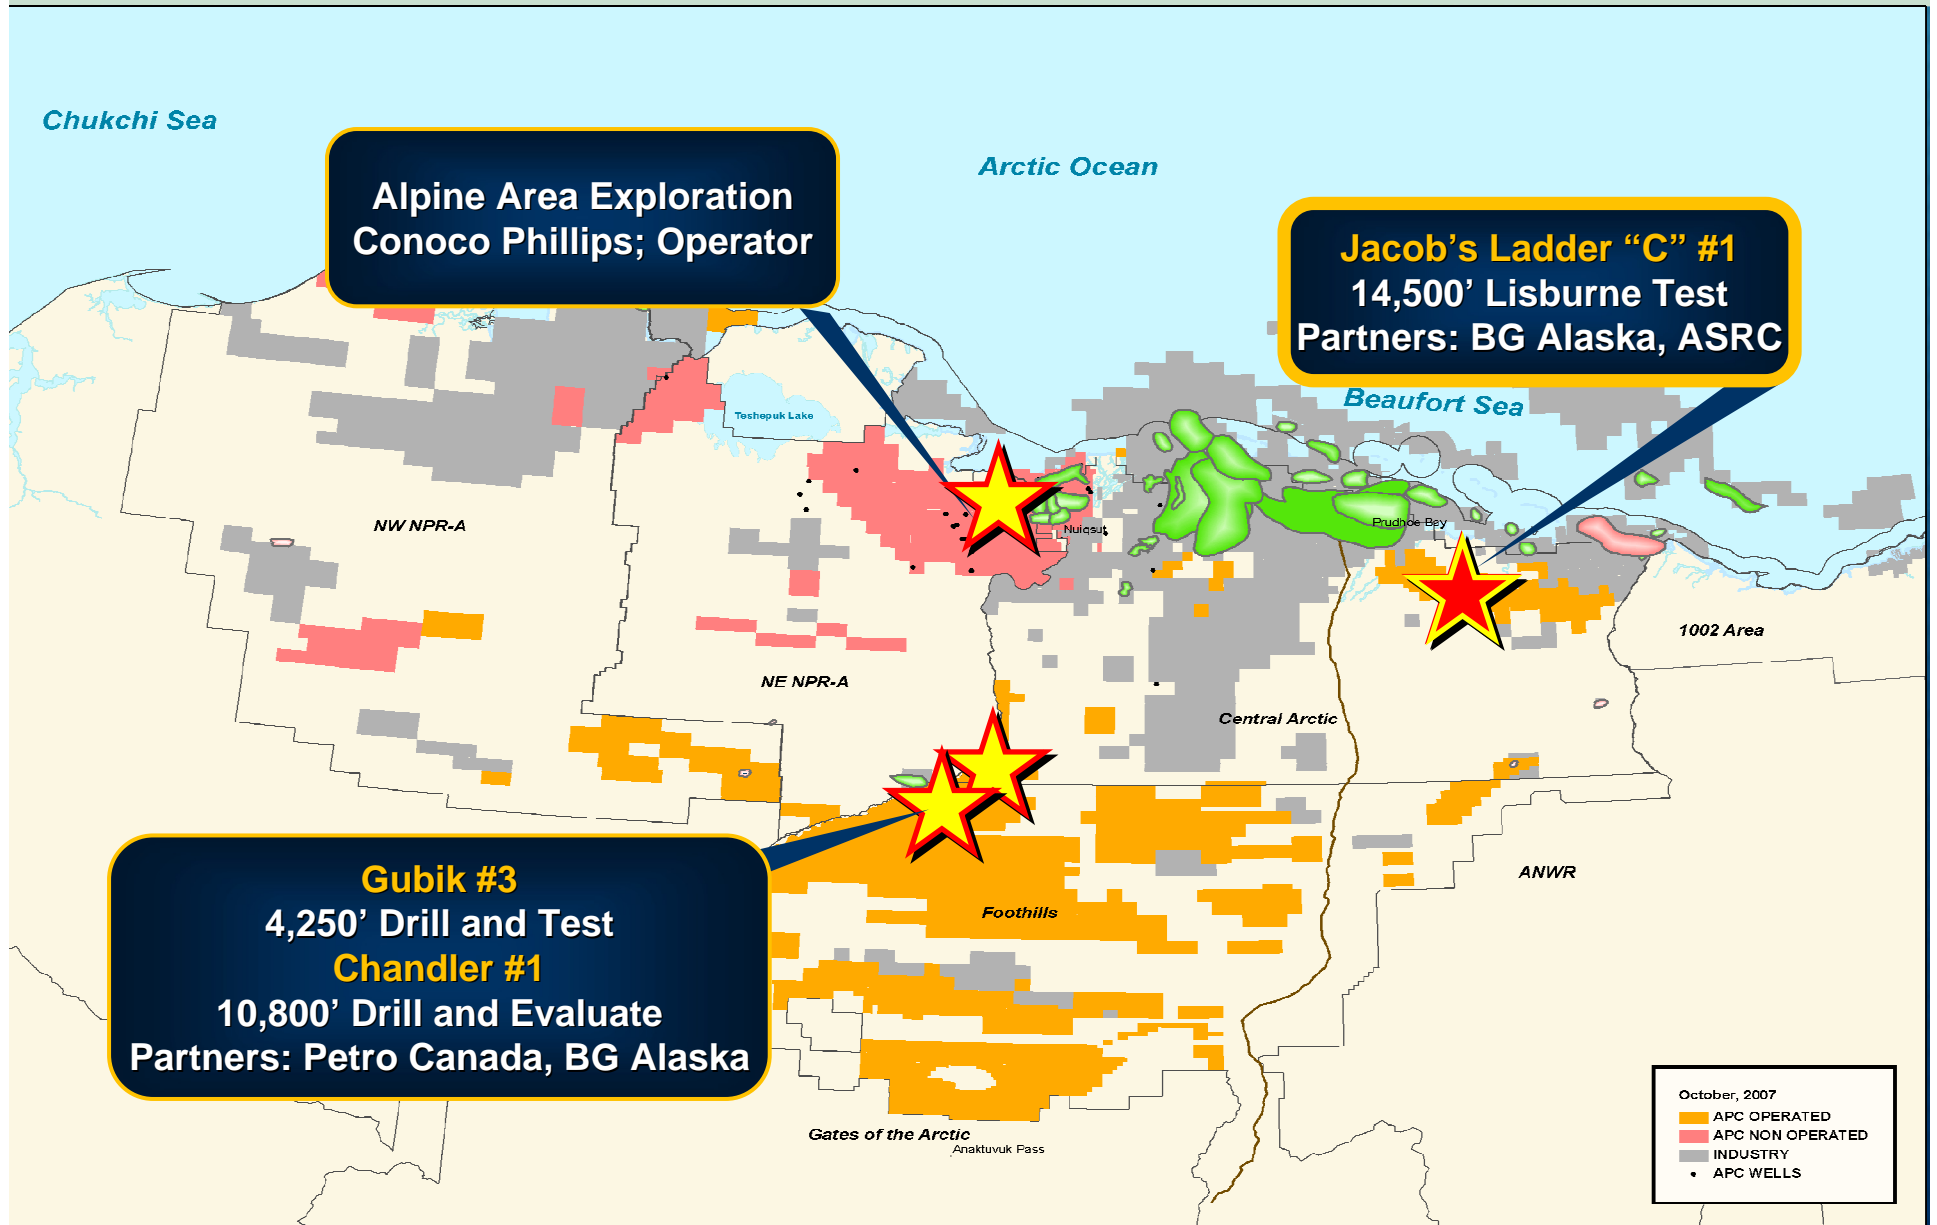 Chukchi Sea
Arctic Ocean
Alpine Area Exploration
Conoco Phillips; Operator
Jacob’s Ladder “C” #1
14,500’ Lisburne Test
Partners: BG Alaska, ASRC
Beaufort Sea
Teshepuk Lake
NW NPR-A
Nuiqsut
Prudhoe Bay
1002 Area
NE NPR-A
Central Arctic
ANWR
Foothills
Gubik #3
4,250’ Drill and Test
Chandler #1
10,800’ Drill and Evaluate
Partners: Petro Canada, BG Alaska
Gates of the Arctic
Anaktuvuk Pass
October, 2007
APC OPERATED
APC NON OPERATED
INDUSTRY
APC WELLS